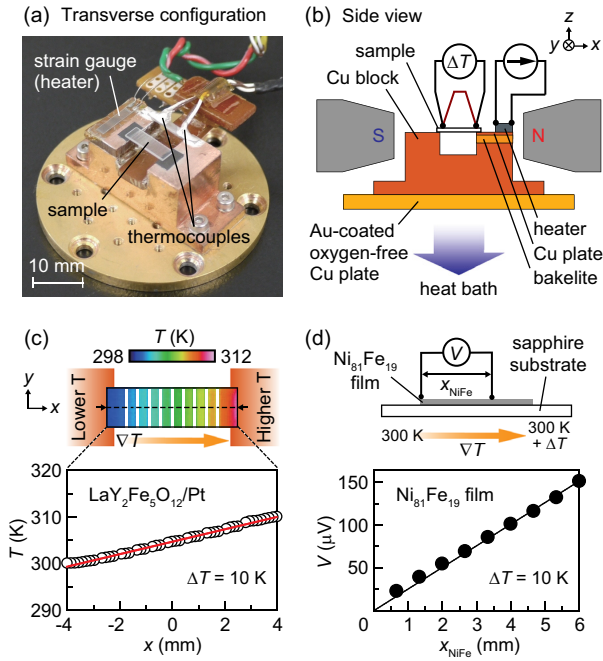 (a) Transverse configuration
strain gauge
(heater)
sample
thermocouples
10 mm
(b) Side view
z
y x
sample
Cu block
ΔT
S
N
Au-coated
oxygen-free
Cu plate
heater
Cu plate
bakelite
heat bath
(c)
T (K)
298 312
y
x
Lower T
Higher T
∇T
320
310
300
290
T (K)
LaY2Fe5O12/Pt
ΔT = 10 K
-4 -2 0 2 4
x (mm)
(d)
V
Ni81Fe19
film
xNiFe
sapphire
substrate
300 K
∇T
300 K
+ ΔT
150
100
50
0
V (μV)
Ni81Fe19 film
ΔT = 10 K
0 1 2 3 4 5 6
xNiFe (mm)